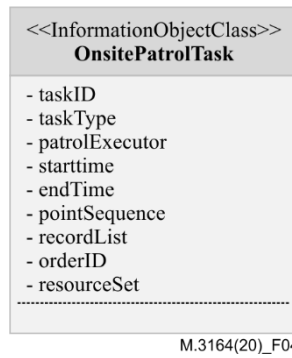 <<InformationObjectClass>>
OnsitePatrolTask
- taskID
- taskType
- patrolExecutor
- starttime
- endTime
- pointSequence
- recordList
- orderID
- resourceSet
M.3164(20)_F04